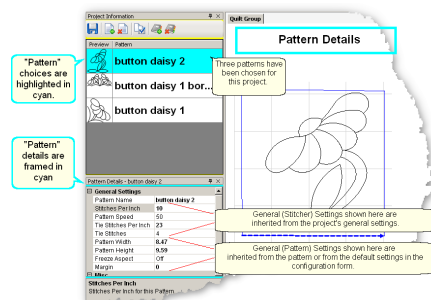 Project Information
Quilt Group
Preview Pattern
Pattern Details
button daisy 2
"Pattern"
choices are
highlighted in
cyan.
Three patterns have
been chosen for
this project.
button daisy 1 bor...
button daisy 1
"Pattern"
details are
framed in
cyan
Pattern Details - button daisy 2
General Settings
Pattern Name button daisy 2
Stitches Per Inch 10
Pattern Speed 50
Tie Stitches Per Inch 23
Tie Stitches 4
Pattern Width 8.47
Pattern Height 9.59
Freeze Aspect Off
Margin 0
Misc
General (Stitcher) Settings shown here are
inherited from the project's general settings.
General (Pattern) Settings shown here are
inherited from the pattern or from the default settings in the
configuration form.
Stitches Per Inch
Stitches Per Inch for this Pattern